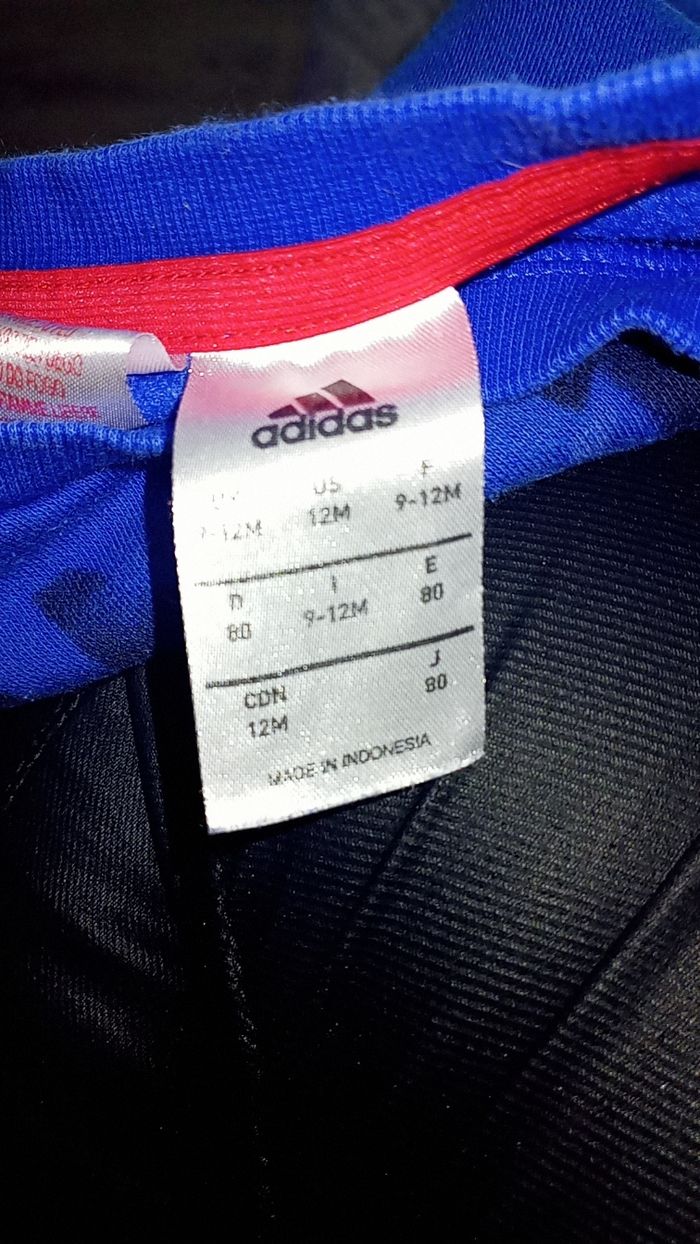 adidas
US F
12M 9-12M
D I E
80 9-12M 80
CDN J
12M 80
MADE IN INDONESIA